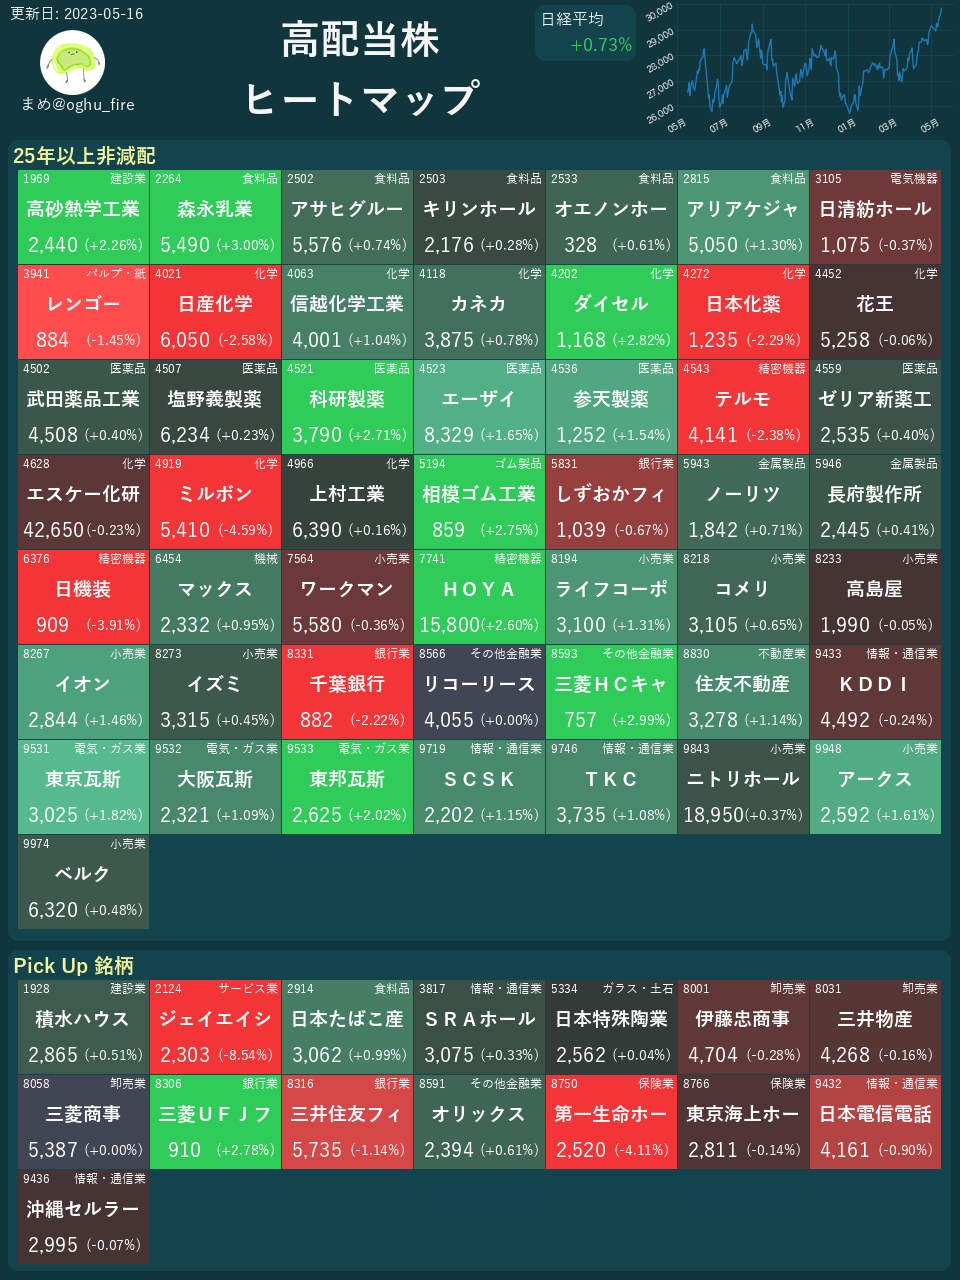 更新日: 2023-05-16
まめ@oghu_fire
高配当株
ヒートマップ
日経平均
+0.73%
30,000
29,000
28,000
27,000
26,000
05月 07月 09月 11月 01月 03月 05月
25年以上非減配
1969 建設業 2264 食料品 2502 食料品 2503 食料品 2533 食料品 2815 食料品 3105 電気機器
高砂熱学工業 森永乳業 アサヒグルー キリンホール オエノンホー アリアケジャ 日清紡ホール
2,440 (+2.26%) 5,490 (+3.00%) 5,576 (+0.74%) 2,176 (+0.28%) 328 (+0.61%) 5,050 (+1.30%) 1,075 (-0.37%)
3941 パルプ・紙 4021 化学 4063 化学 4118 化学 4202 化学 4272 化学 4452 化学
レンゴー 日産化学 信越化学工業 カネカ ダイセル 日本化薬 花王
884 (-1.45%) 6,050 (-2.58%) 4,001 (+1.04%) 3,875 (+0.78%) 1,168 (+2.82%) 1,235 (-2.29%) 5,258 (-0.06%)
4502 医薬品 4507 医薬品 4521 医薬品 4523 医薬品 4536 医薬品 4543 精密機器 4559 医薬品
武田薬品工業 塩野義製薬 科研製薬 エーザイ 参天製薬 テルモ ゼリア新薬工
4,508 (+0.40%) 6,234 (+0.23%) 3,790 (+2.71%) 8,329 (+1.65%) 1,252 (+1.54%) 4,141 (-2.38%) 2,535 (+0.40%)
4628 化学 4919 化学 4966 化学 5194 ゴム製品 5831 銀行業 5943 金属製品 5946 金属製品
エスケー化研 ミルボン 上村工業 相模ゴム工業 しずおかフィ ノーリツ 長府製作所
42,650(-0.23%) 5,410 (-4.59%) 6,390 (+0.16%) 859 (+2.75%) 1,039 (-0.67%) 1,842 (+0.71%) 2,445 (+0.41%)
6376 精密機器 6454 機械 7564 小売業 7741 精密機器 8194 小売業 8218 小売業 8233 小売業
日機装 マックス ワークマン ＨＯＹＡ ライフコーポ コメリ 高島屋
909 (-3.91%) 2,332 (+0.95%) 5,580 (-0.36%) 15,800(+2.60%) 3,100 (+1.31%) 3,105 (+0.65%) 1,990 (-0.05%)
8267 小売業 8273 小売業 8331 銀行業 8566 その他金融業 8593 その他金融業 8830 不動産業 9433 情報・通信業
イオン イズミ 千葉銀行 リコーリース 三菱ＨＣキャ 住友不動産 ＫＤＤＩ
2,844 (+1.46%) 3,315 (+0.45%) 882 (-2.22%) 4,055 (+0.00%) 757 (+2.99%) 3,278 (+1.14%) 4,492 (-0.24%)
9531 電気・ガス業 9532 電気・ガス業 9533 電気・ガス業 9719 情報・通信業 9746 情報・通信業 9843 小売業 9948 小売業
東京瓦斯 大阪瓦斯 東邦瓦斯 ＳＣＳＫ ＴＫＣ ニトリホール アークス
3,025 (+1.82%) 2,321 (+1.09%) 2,625 (+2.02%) 2,202 (+1.15%) 3,735 (+1.08%) 18,950(+0.37%) 2,592 (+1.61%)
9974 小売業
ベルク
6,320 (+0.48%)
Pick Up 銘柄
1928 建設業 2124 サービス業 2914 食料品 3817 情報・通信業 5334 ガラス・土石 8001 卸売業 8031 卸売業
積水ハウス ジェイエイシ 日本たばこ産 ＳＲＡホール 日本特殊陶業 伊藤忠商事 三井物産
2,865 (+0.51%) 2,303 (-8.54%) 3,062 (+0.99%) 3,075 (+0.33%) 2,562 (+0.04%) 4,704 (-0.28%) 4,268 (-0.16%)
8058 卸売業 8306 銀行業 8316 銀行業 8591 その他金融業 8750 保険業 8766 保険業 9432 情報・通信業
三菱商事 三菱ＵＦＪフ 三井住友フィ オリックス 第一生命ホー 東京海上ホー 日本電信電話
5,387 (+0.00%) 910 (+2.78%) 5,735 (-1.14%) 2,394 (+0.61%) 2,520 (-4.11%) 2,811 (-0.14%) 4,161 (-0.90%)
9436 情報・通信業
沖縄セルラー
2,995 (-0.07%)